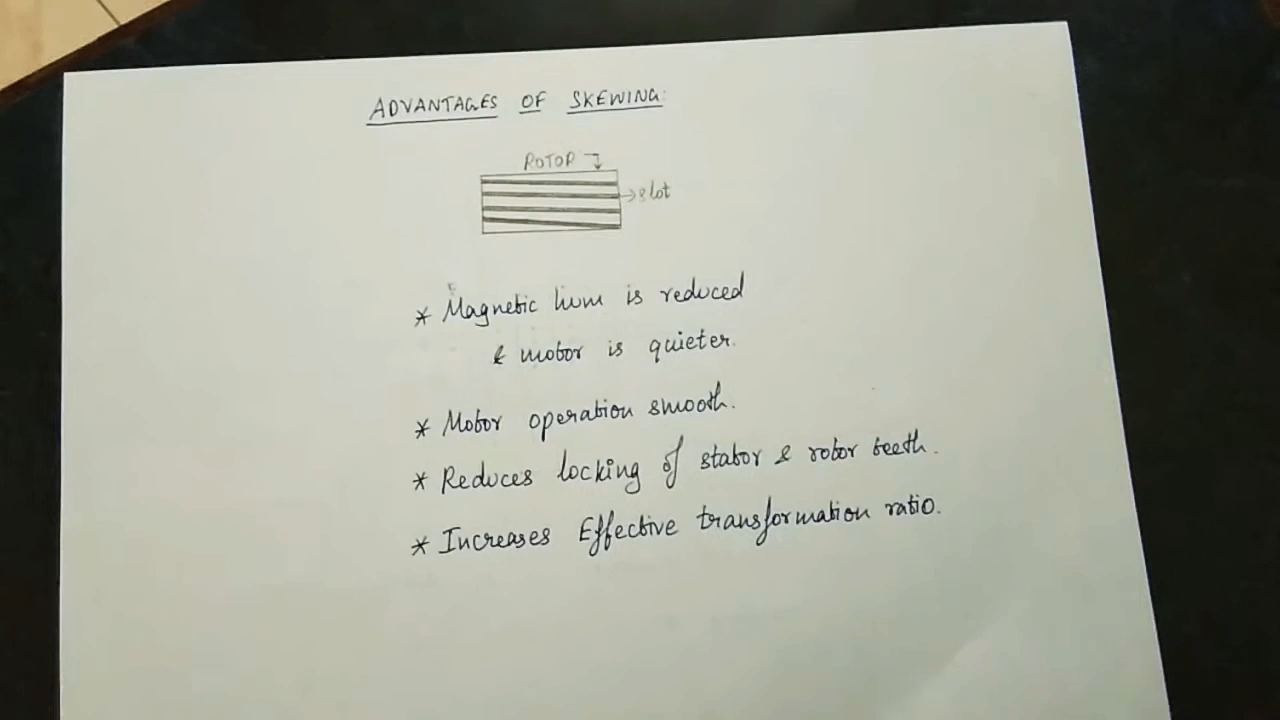 ADVANTAGES OF SKEWING:
ROTOR
slot
* Magnetic hum is reduced
& motor is quieter.
* Motor operation smooth.
* Reduces locking of stator & rotor teeth.
* Increases Effective transformation ratio.